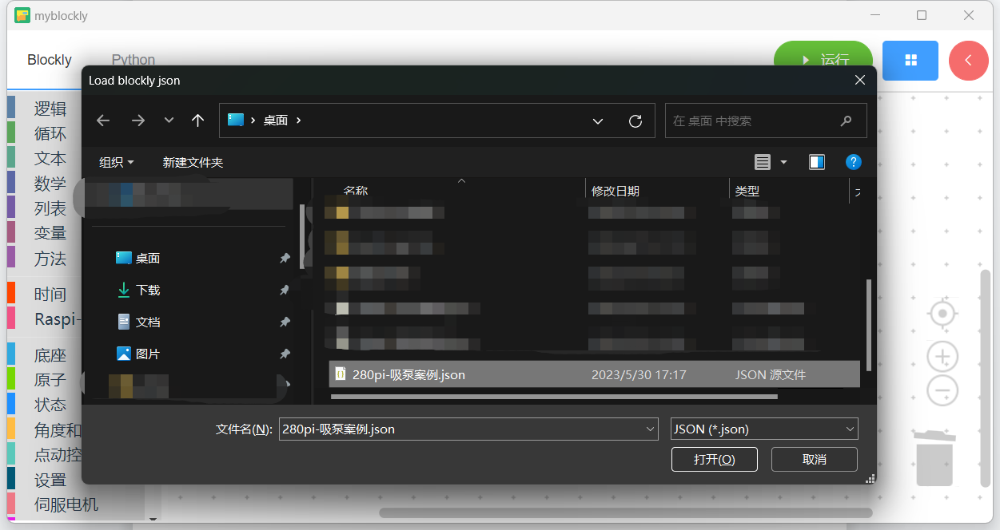 myblockly
Blockly
Python
运行
Load blockly json
桌面
在 桌面 中搜索
组织
新建文件夹
名称
修改日期
类型
桌面
下载
文档
图片
280pi-吸泵案例.json
2023/5/30 17:17
JSON 源文件
文件名(N):
280pi-吸泵案例.json
JSON (*.json)
打开(O)
取消
逻辑
循环
文本
数学
列表
变量
方法
时间
Raspi-
底座
原子
状态
角度和
点动控
设置
伺服电机